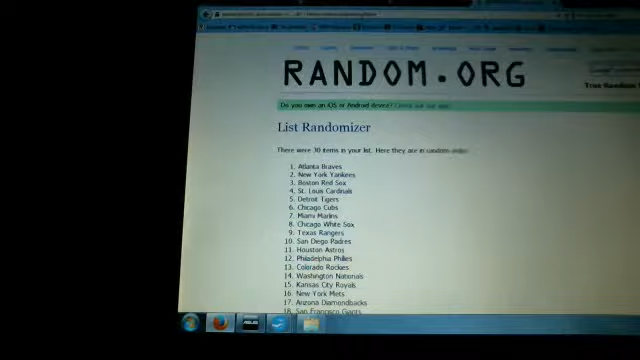 RANDOM.ORG
Do you own an iOS or Android device? Check out our app!
True Random
List Randomizer
There were 30 items in your list. Here they are in random order:
1. Atlanta Braves
2. New York Yankees
3. Boston Red Sox
4. St. Louis Cardinals
5. Detroit Tigers
6. Chicago Cubs
7. Miami Marlins
8. Chicago White Sox
9. Texas Rangers
10. San Diego Padres
11. Houston Astros
12. Philadelphia Phillies
13. Colorado Rockies
14. Washington Nationals
15. Kansas City Royals
16. New York Mets
17. Arizona Diamondbacks
18. San Francisco Giants